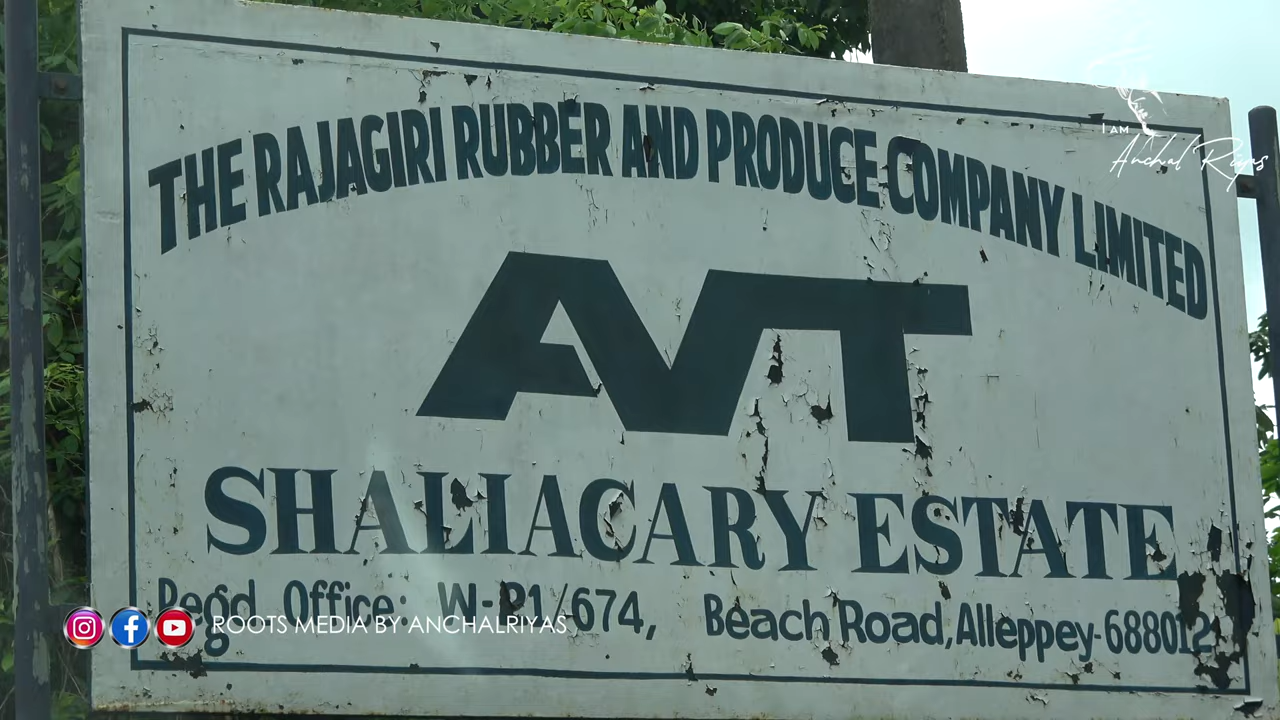 THE RAJAGIRI RUBBER AND PRODUCE COMPANY LIMITED
I AM
Anchal Riyas
AVT
SHALIACARY ESTATE
Regd Office: W-P1/674, Beach Road, Alleppey-688012
ROOTS MEDIA BY ANCHALRIYAS